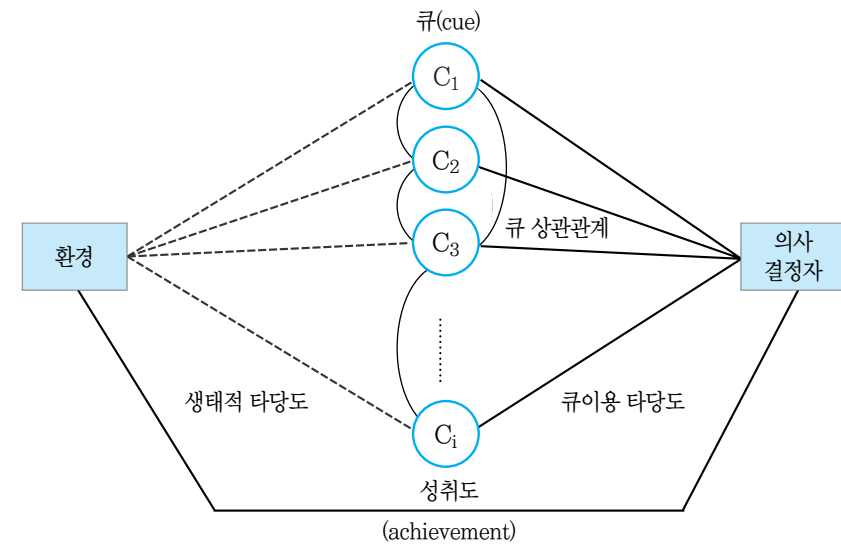 큐(cue)
C1
C2
C3
큐 상관관계
환경
의사
결정자
생태적 타당도
큐이용 타당도
Ci
성취도
(achievement)